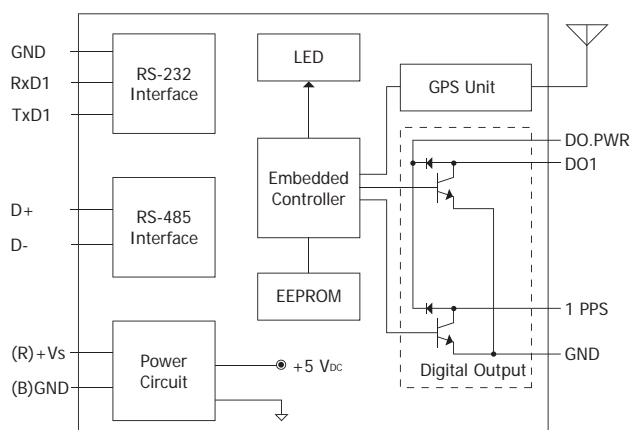 GND
RxD1
TxD1
RS-232
Interface
LED
GPS Unit
DO.PWR
DO1
Embedded
Controller
D+
D-
RS-485
Interface
EEPROM
1 PPS
GND
Digital Output
(R)+Vs
(B)GND
Power
Circuit
+5 VDC